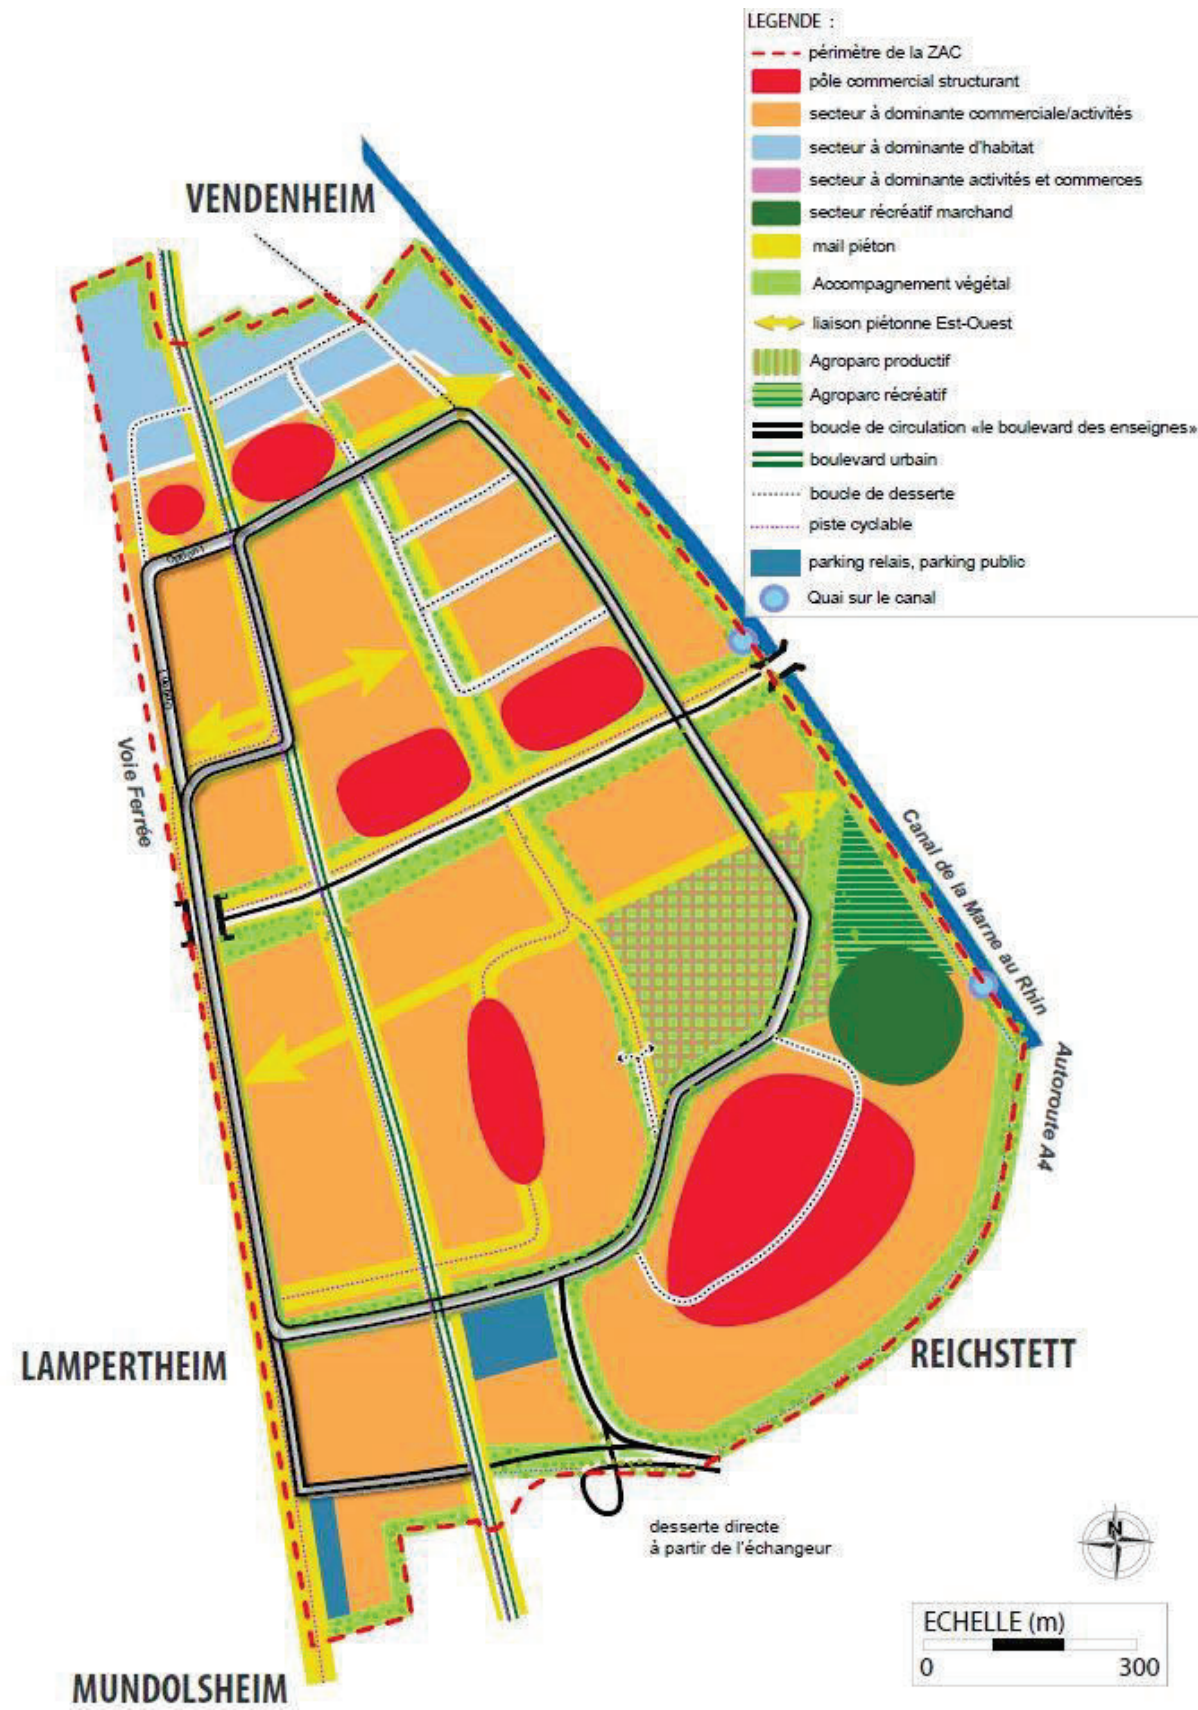 LEGENDE :
périmètre de la ZAC
pôle commercial structurant
secteur à dominante commerciale/activités
secteur à dominante d'habitat
secteur à dominante activités et commerces
secteur récréatif marchand
mail piéton
Accompagnement végétal
liaison piétonne Est-Ouest
Agroparc productif
Agroparc récréatif
boucle de circulation «le boulevard des enseignes»
boulevard urbain
boucle de desserte
piste cyclable
parking relais, parking public
Quai sur le canal
VENDENHEIM
Voie Ferrée
Canal de la Marne au Rhin
Autoroute A4
LAMPERTHEIM
REICHSTETT
desserte directe
à partir de l'échangeur
N
ECHELLE (m)
0 300
MUNDOLSHEIM